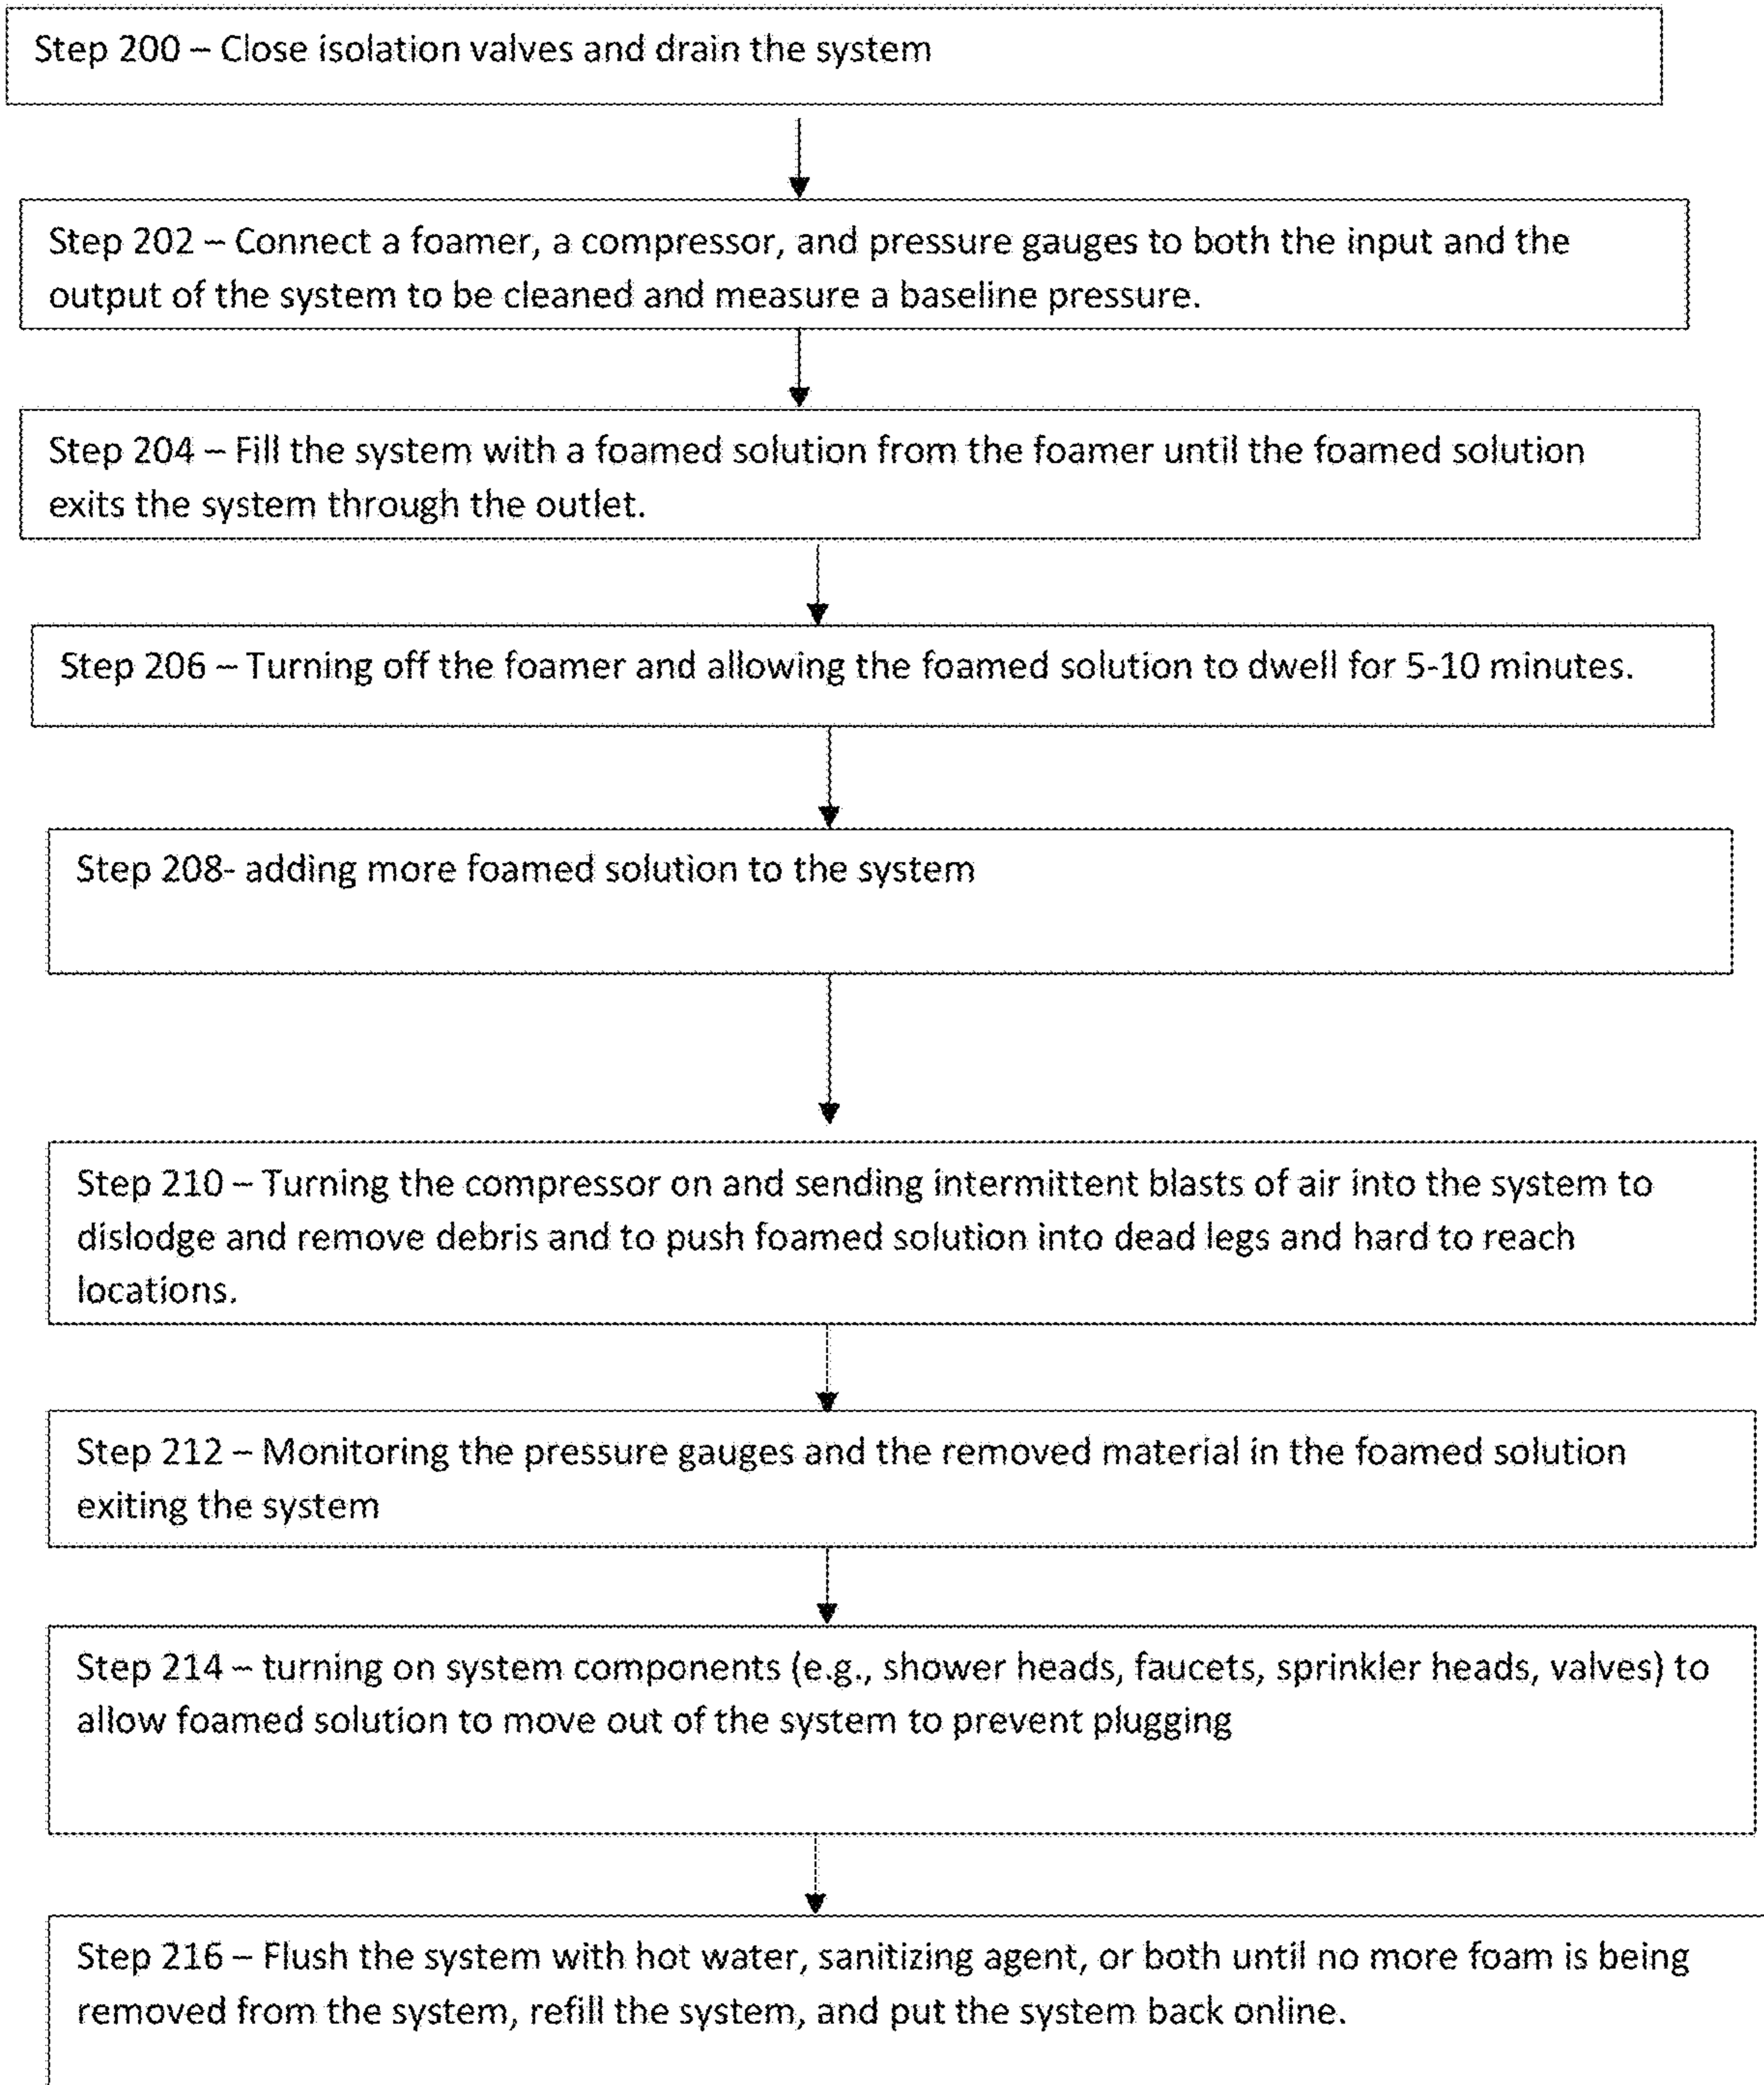 Step 200 – Close isolation valves and drain the system
Step 202 – Connect a foamer, a compressor, and pressure gauges to both the input and the
output of the system to be cleaned and measure a baseline pressure.
Step 204 – Fill the system with a foamed solution from the foamer until the foamed solution
exits the system through the outlet.
Step 206 – Turning off the foamer and allowing the foamed solution to dwell for 5-10 minutes.
Step 208- adding more foamed solution to the system
Step 210 – Turning the compressor on and sending intermittent blasts of air into the system to
dislodge and remove debris and to push foamed solution into dead legs and hard to reach
locations.
Step 212 – Monitoring the pressure gauges and the removed material in the foamed solution
exiting the system
Step 214 – turning on system components (e.g., shower heads, faucets, sprinkler heads, valves) to
allow foamed solution to move out of the system to prevent plugging
Step 216 – Flush the system with hot water, sanitizing agent, or both until no more foam is being
removed from the system, refill the system, and put the system back online.